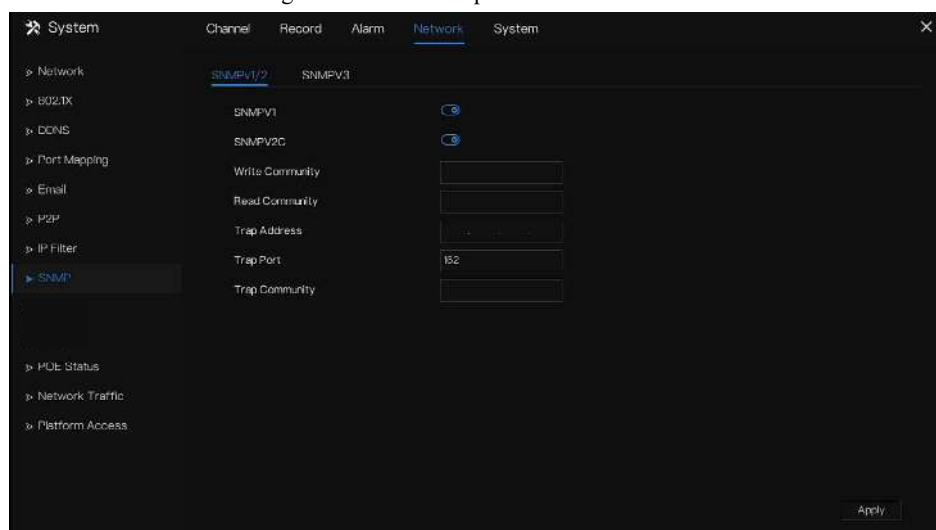 System
Channel Record Alarm Network System
Network
802.1X
DDNS
Port Mapping
Email
P2P
IP Filter
SNMP
POE Status
Network Traffic
Platform Access
SNMPV1/2 SNMPV3
SNMPV1
SNMPV2C
Write Community
Read Community
Trap Address
Trap Port 162
Trap Community
Apply